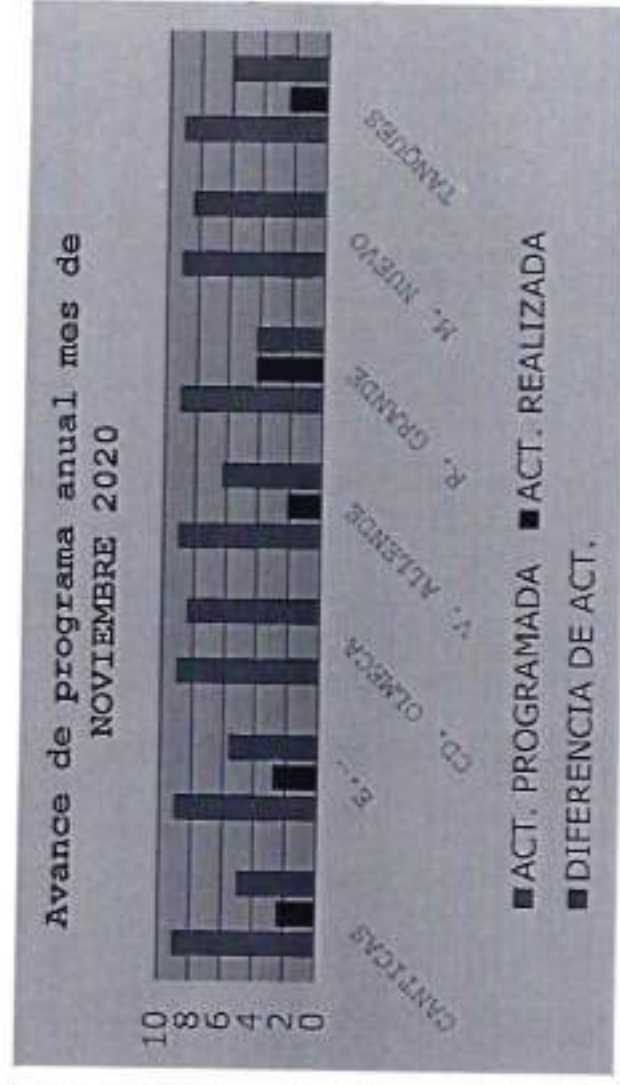 Avance de programa anual mes de
NOVIEMBRE 2020
10
8
6
4
2
0
CANTICAS
E...
CD. OLMECA
V. ALLENDE
R. GRANDE
M. NUEVO
TANQUES
ACT. PROGRAMADA ACT. REALIZADA
DIFERENCIA DE ACT.